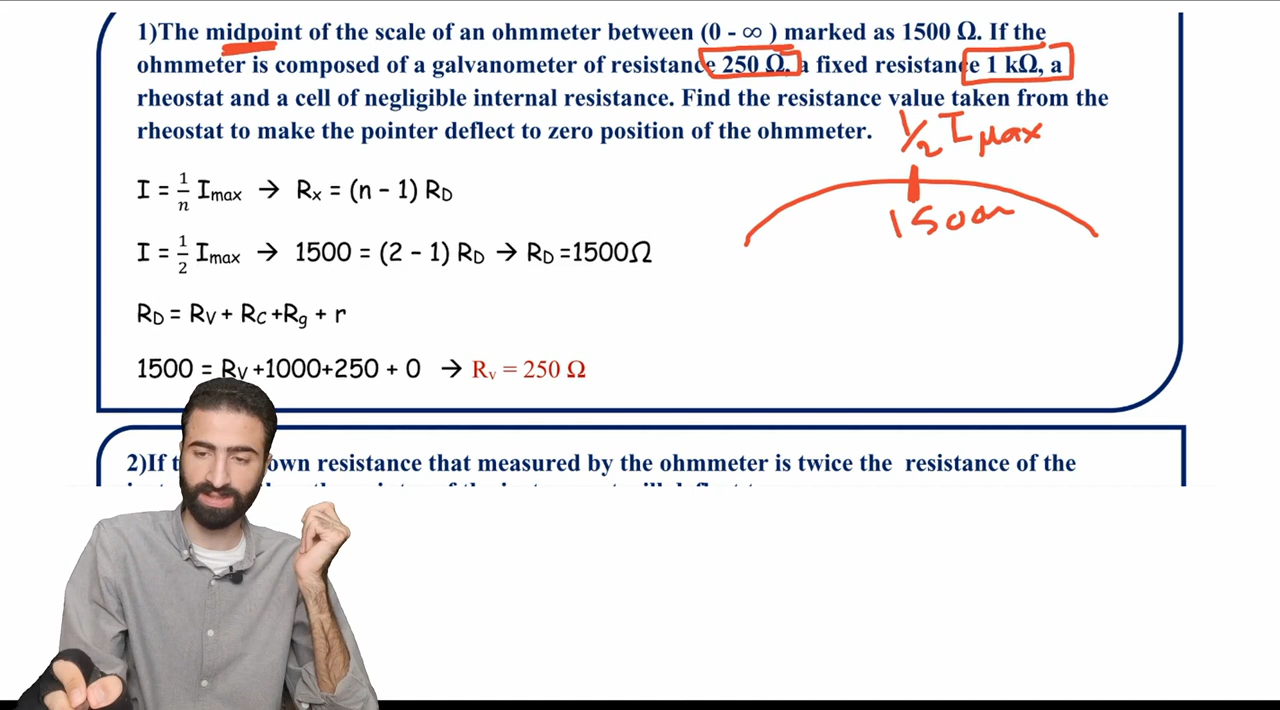 1)The midpoint of the scale of an ohmmeter between (0 - ∞ ) marked as 1500 Ω. If the
ohmmeter is composed of a galvanometer of resistance 250 Ω, a fixed resistance 1 kΩ, a
rheostat and a cell of negligible internal resistance. Find the resistance value taken from the
rheostat to make the pointer deflect to zero position of the ohmmeter.
1/2 I max
I = 1/n Imax → Rx = (n - 1) RD
1500
I = 1/2 Imax → 1500 = (2 - 1) RD → RD =1500Ω
RD = RV + RC +Rg + r
1500 = RV +1000+250 + 0 → Rv = 250 Ω
2)If own resistance that measured by the ohmmeter is twice the resistance of the